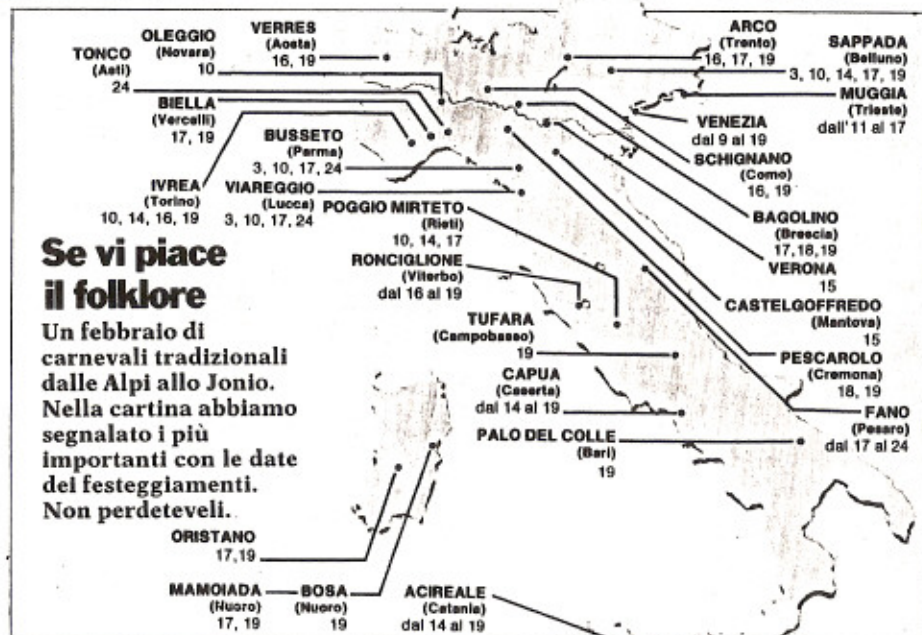 OLEGGIO
(Novara)
10
VERRES
(Aosta)
16, 19
ARCO
(Trento)
16, 17, 19
SAPPADA
(Belluno)
3, 10, 14, 17, 19
TONCO
(Asti)
24
MUGGIA
(Trieste)
dall'11 al 17
BIELLA
(Vercelli)
17, 19
VENEZIA
dal 9 al 19
BUSSETO
(Parma)
3, 10, 17, 24
SCHIGNANO
(Como)
16, 19
IVREA
(Torino)
10, 14, 16, 19
VIAREGGIO
(Lucca)
3, 10, 17, 24
POGGIO MIRTETO
(Rieti)
10, 14, 17
BAGOLINO
(Brescia)
17,18,19
RONCIGLIONE
(Viterbo)
dal 16 al 19
VERONA
15
CASTELGOFFREDO
(Mantova)
15
Se vi piace
il folklore
Un febbraio di
carnevali tradizionali
dalle Alpi allo Jonio.
Nella cartina abbiamo
segnalato i più
importanti con le date
dei festeggiamenti.
Non perdeteveli.
TUFARA
(Campobasso)
19
PESCAROLO
(Cremona)
18, 19
CAPUA
(Caserta)
dal 14 al 19
FANO
(Pesaro)
dal 17 al 24
PALO DEL COLLE
(Bari)
19
ORISTANO
17,19
MAMOIADA
(Nuoro)
17, 19
BOSA
(Nuoro)
19
ACIREALE
(Catania)
dal 14 al 19